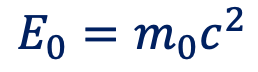 E₀ = m₀c²